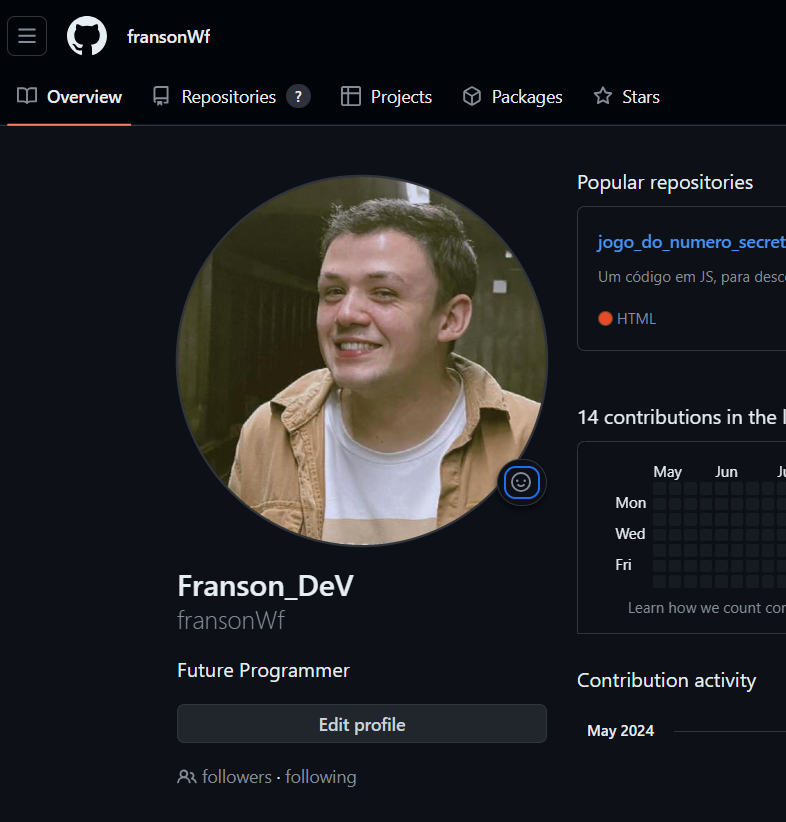 fransonWf
Overview
Repositories ?
Projects
Packages
Stars
Franson_DeV
fransonWf
Future Programmer
Edit profile
followers · following
Popular repositories
jogo_do_numero_secret
Um código em JS, para desc
HTML
14 contributions in the l
May Jun Ju
Mon
Wed
Fri
Learn how we count con
Contribution activity
May 2024